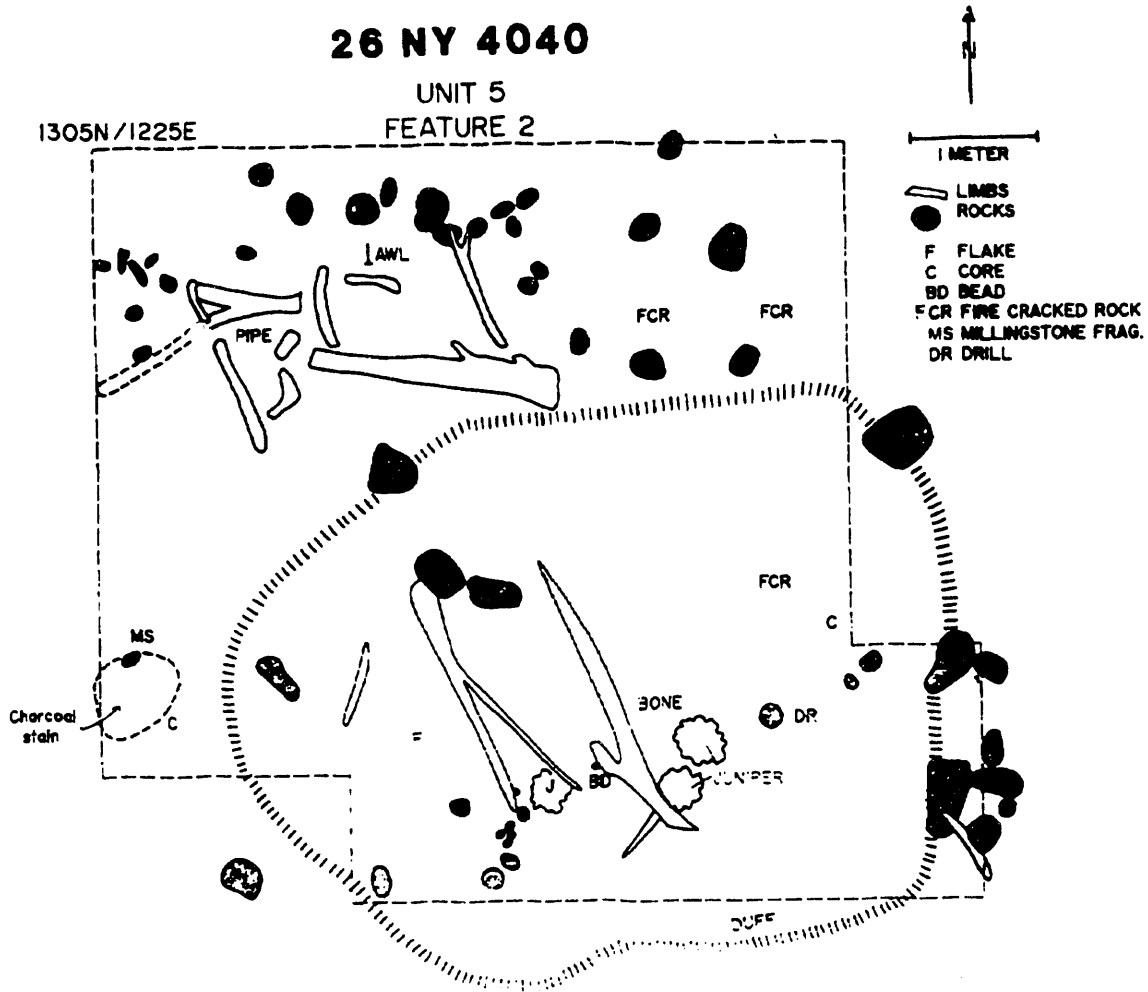 26 NY 4040
UNIT 5
FEATURE 2
1305N/1225E
N
1 METER
LIMBS
ROCKS
F FLAKE
C CORE
BD BEAD
FCR FIRE CRACKED ROCK
MS MILLINGSTONE FRAG.
DR DRILL
AWL
PIPE
FCR
FCR
FCR
C
MS
Charcoal
stain
C
BONE
DR
BD
J
JUNIPER
DUFF